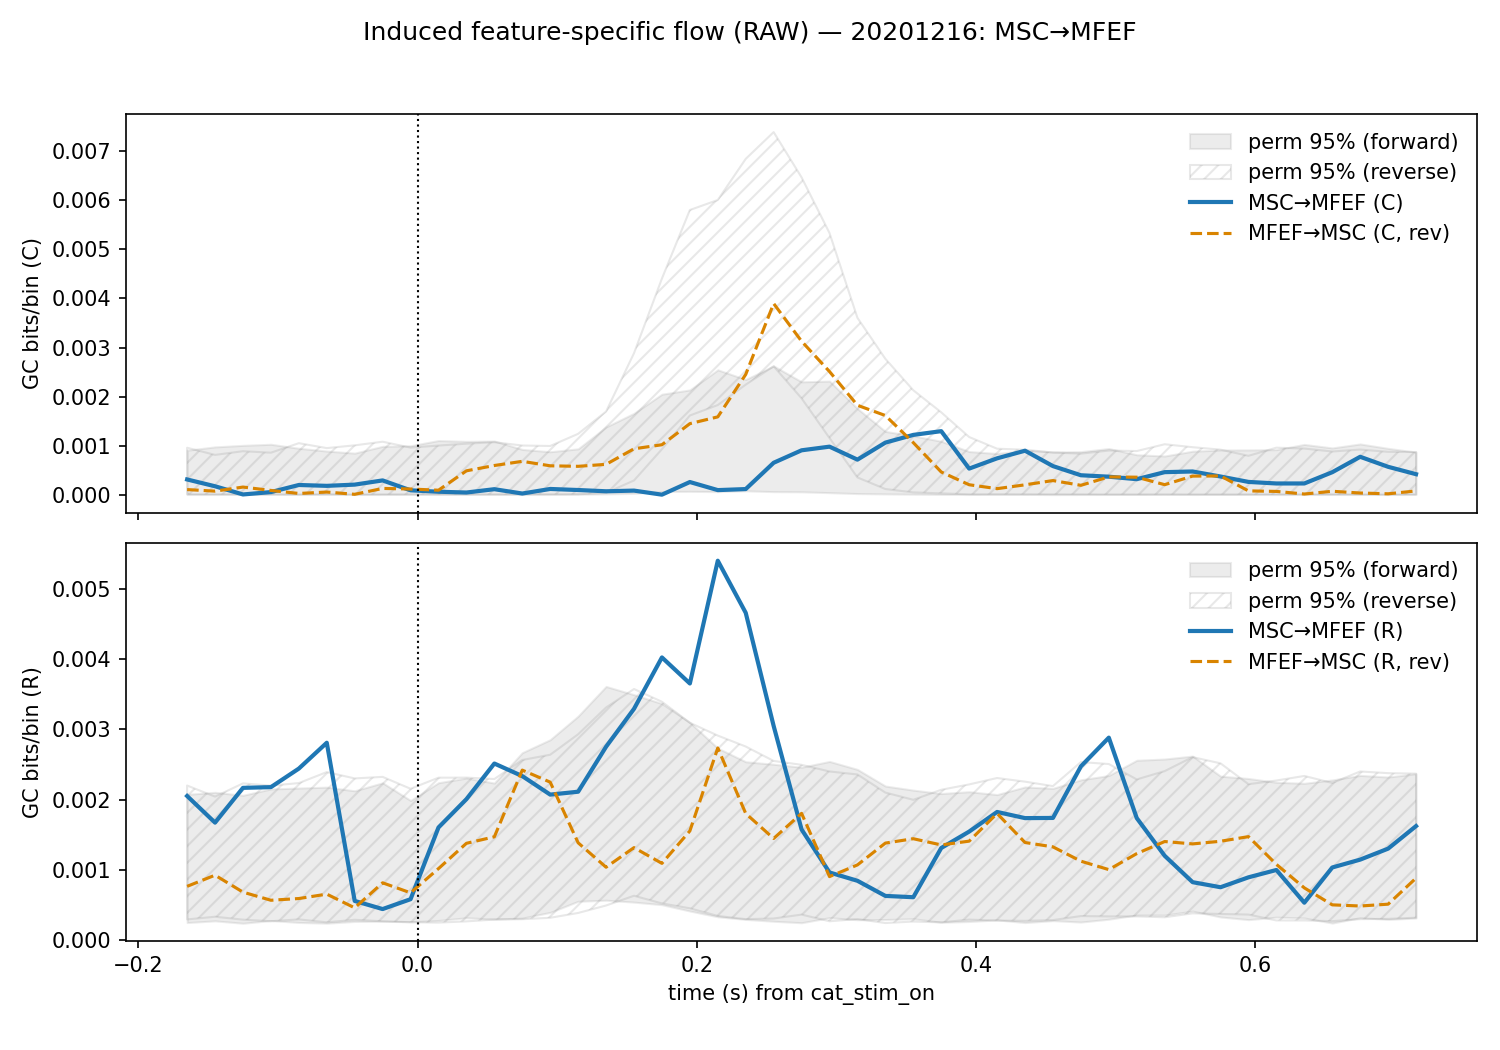 Induced feature-specific flow (RAW) — 20201216: MSC→MFEF
GC bits/bin (C)
0.007
0.006
0.005
0.004
0.003
0.002
0.001
0.000
perm 95% (forward)
perm 95% (reverse)
MSC→MFEF (C)
MFEF→MSC (C, rev)
GC bits/bin (R)
0.005
0.004
0.003
0.002
0.001
0.000
perm 95% (forward)
perm 95% (reverse)
MSC→MFEF (R)
MFEF→MSC (R, rev)
−0.2 0.0 0.2 0.4 0.6
time (s) from cat_stim_on